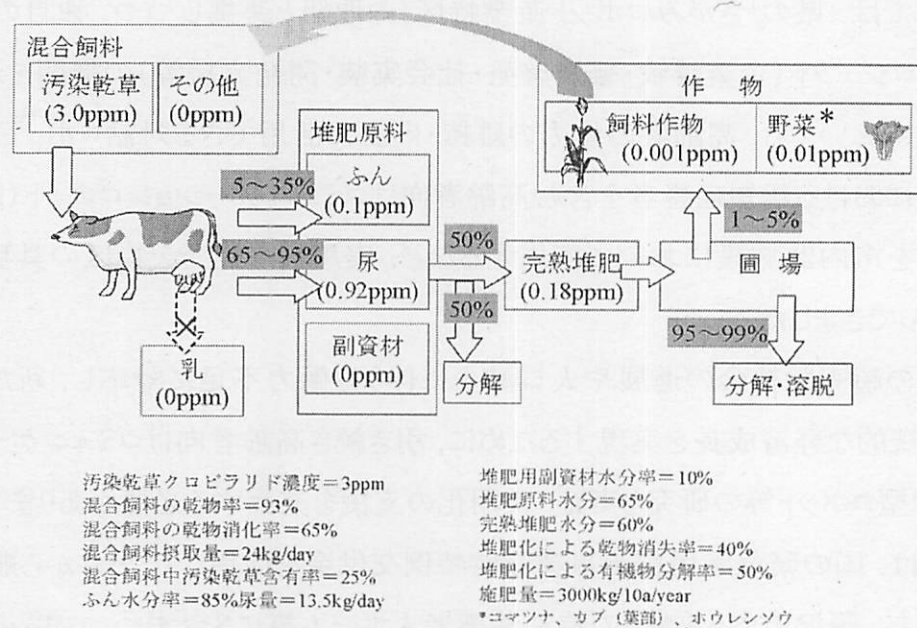 混合飼料
汚染乾草
(3.0ppm)
その他
(0ppm)
作 物
飼料作物
(0.001ppm)
野菜*
(0.01ppm)
堆肥原料
ふん
(0.1ppm)
5～35%
65～95%
尿
(0.92ppm)
副資材
(0ppm)
乳
(0ppm)
50%
50%
分解
完熟堆肥
(0.18ppm)
1～5%
圃 場
95～99%
分解・溶脱
汚染乾草クロピラリド濃度＝3ppm
混合飼料の乾物率＝93%
混合飼料の乾物消化率＝65%
混合飼料摂取量＝24kg/day
混合飼料中汚染乾草含有率＝25%
ふん水分率＝85%尿量＝13.5kg/day
堆肥用副資材水分率＝10%
堆肥原料水分＝65%
完熟堆肥水分＝60%
堆肥化による乾物消失率＝40%
堆肥化による有機物分解率＝50%
施肥量＝3000kg/10a/year
*コマツナ、カブ（葉部）、ホウレンソウ